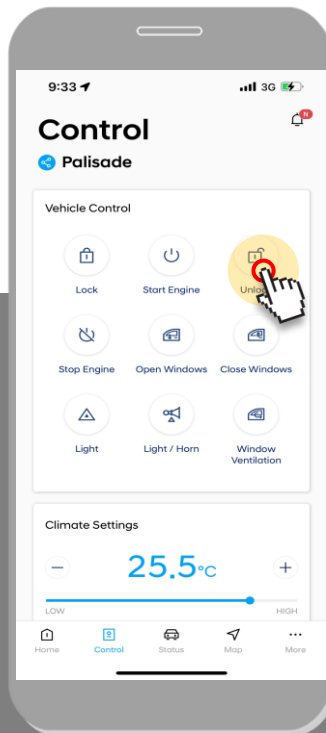 9:33
3G
Control
N
Palisade
Vehicle Control
Lock
Start Engine
Stop Engine
Open Windows
Close Windows
Light
Light / Horn
Window
Ventilation
Climate Settings
25.5°C
LOW
HIGH
Home
Control
Status
Map
More